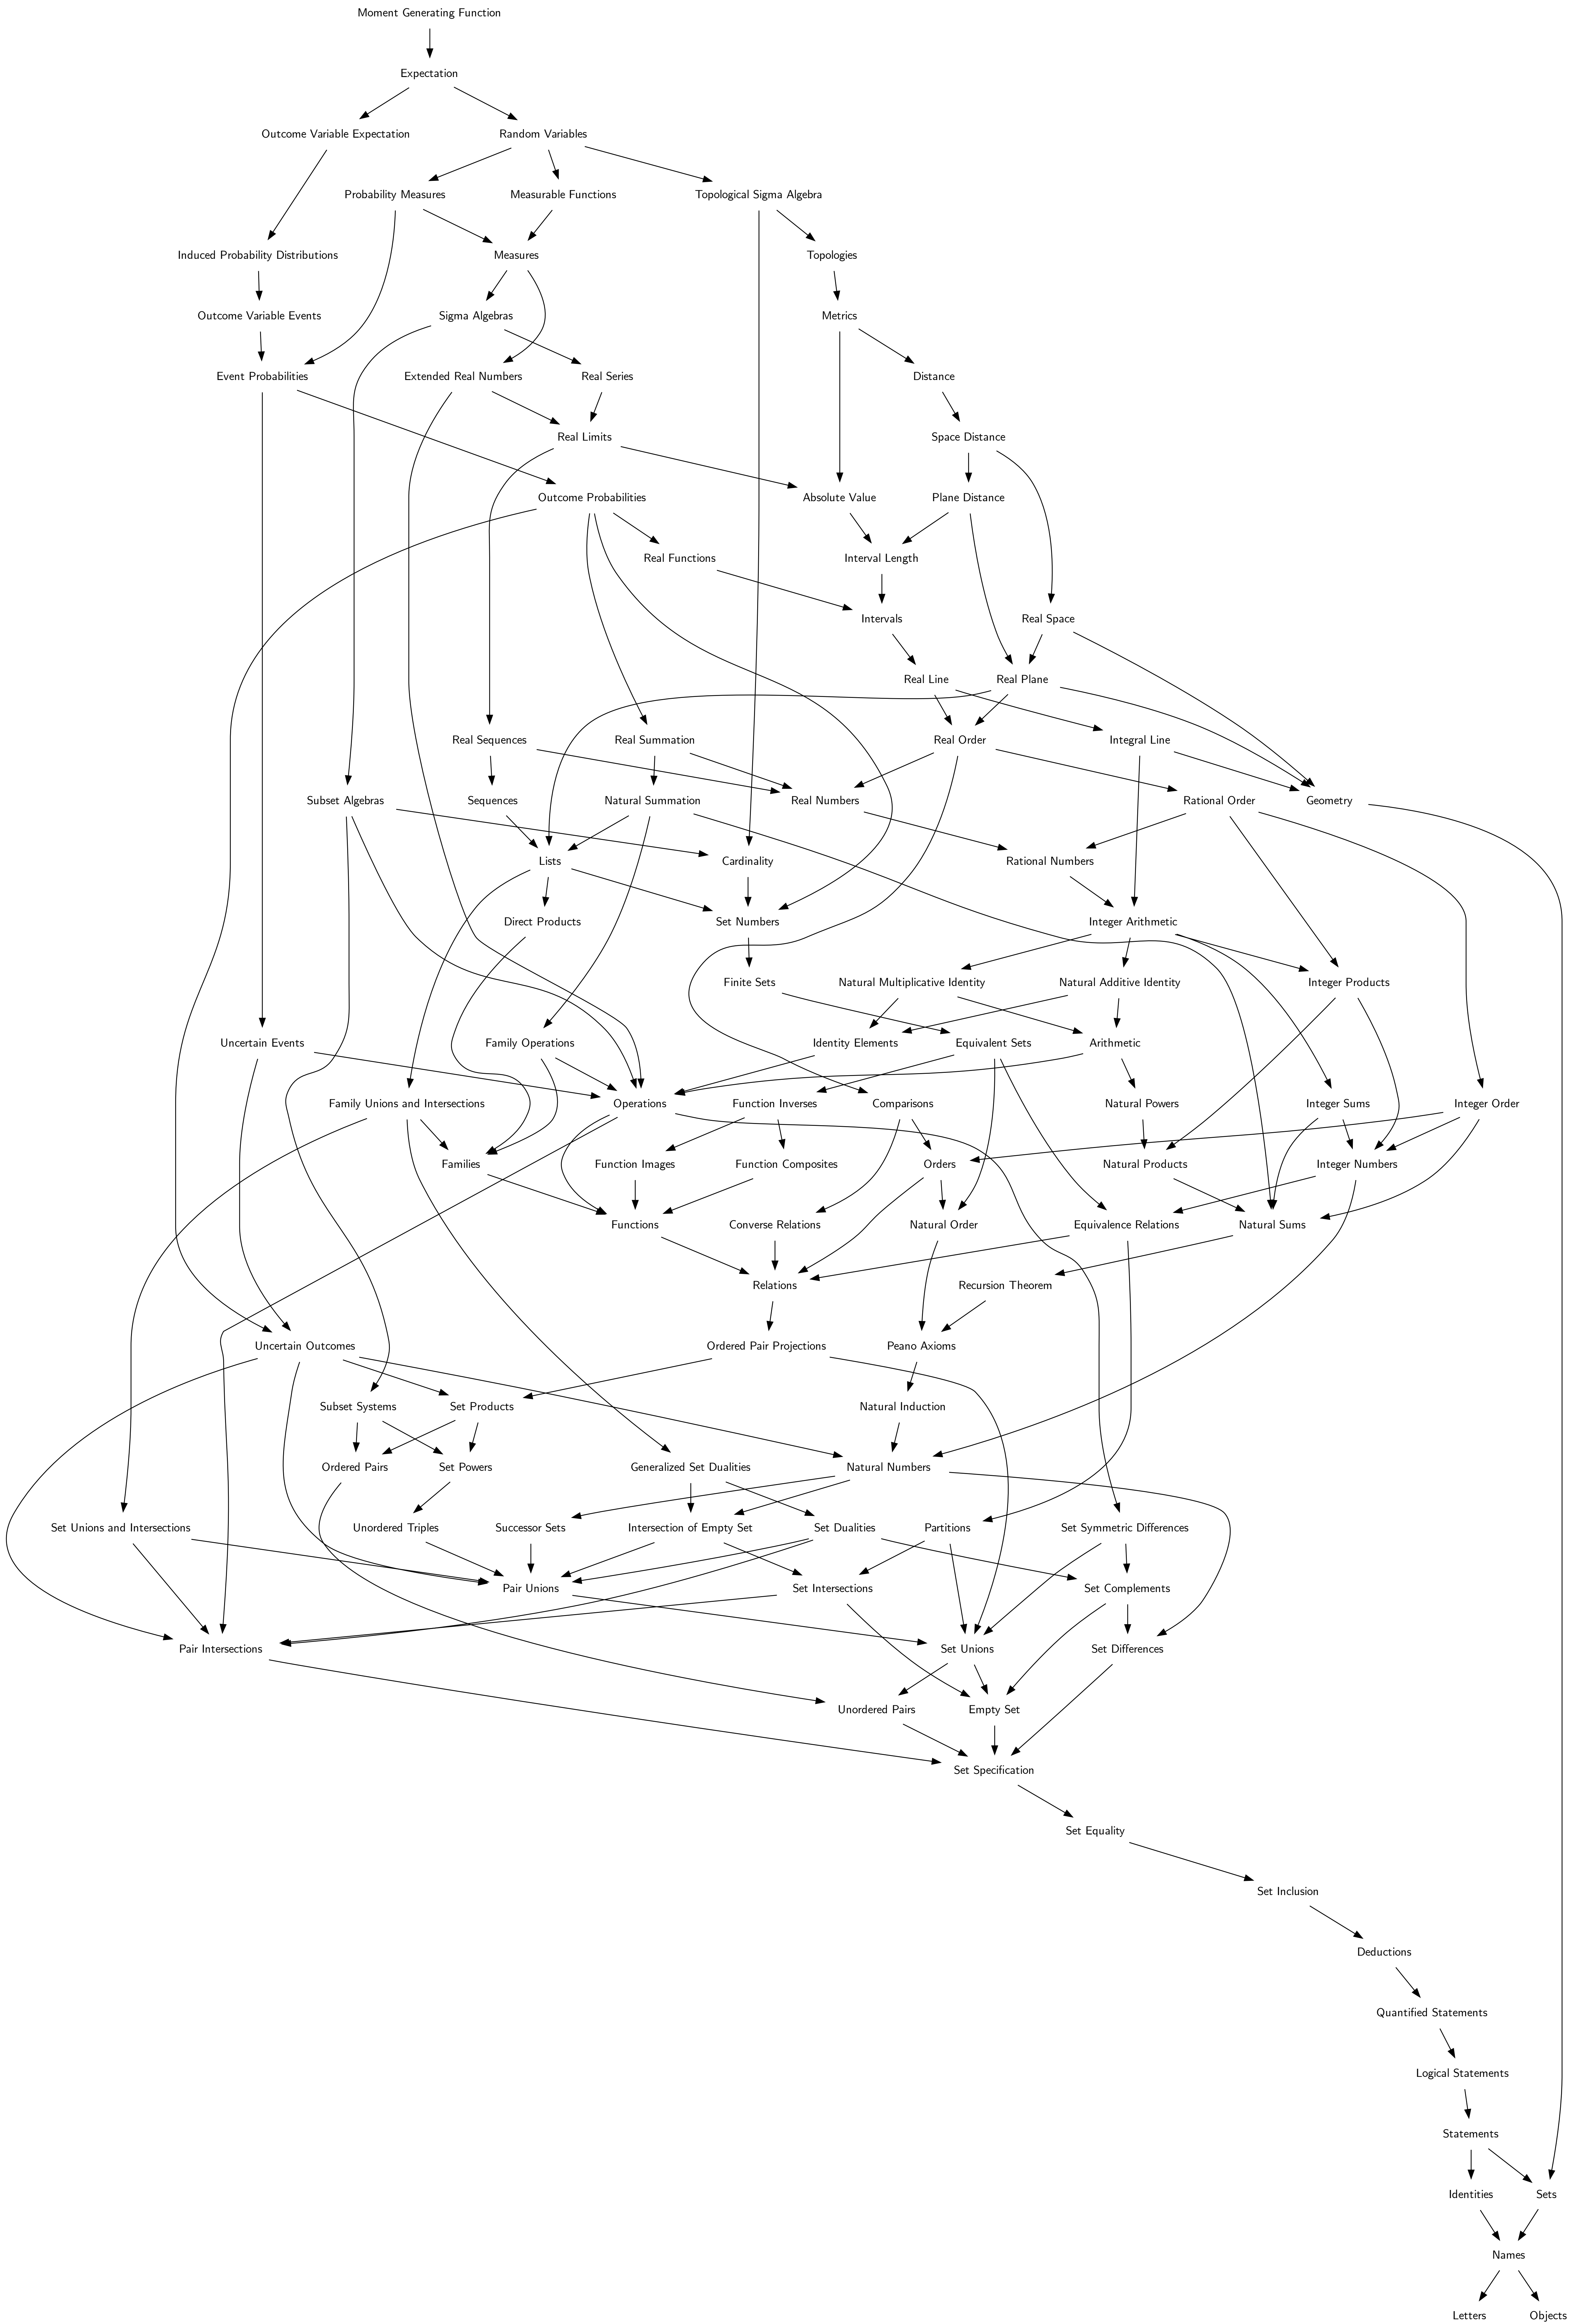 Moment Generating Function
Expectation
Outcome Variable Expectation
Random Variables
Probability Measures
Measurable Functions
Topological Sigma Algebra
Induced Probability Distributions
Measures
Topologies
Outcome Variable Events
Sigma Algebras
Metrics
Event Probabilities
Extended Real Numbers
Real Series
Distance
Real Limits
Space Distance
Outcome Probabilities
Absolute Value
Plane Distance
Real Functions
Interval Length
Intervals
Real Space
Real Line
Real Plane
Real Sequences
Real Summation
Real Order
Integral Line
Subset Algebras
Sequences
Natural Summation
Real Numbers
Rational Order
Geometry
Lists
Cardinality
Rational Numbers
Direct Products
Set Numbers
Integer Arithmetic
Finite Sets
Natural Multiplicative Identity
Natural Additive Identity
Integer Products
Uncertain Events
Family Operations
Identity Elements
Equivalent Sets
Arithmetic
Family Unions and Intersections
Operations
Function Inverses
Comparisons
Natural Powers
Integer Sums
Integer Order
Families
Function Images
Function Composites
Orders
Natural Products
Integer Numbers
Functions
Converse Relations
Natural Order
Equivalence Relations
Natural Sums
Relations
Recursion Theorem
Uncertain Outcomes
Ordered Pair Projections
Peano Axioms
Subset Systems
Set Products
Natural Induction
Ordered Pairs
Set Powers
Generalized Set Dualities
Natural Numbers
Set Unions and Intersections
Unordered Triples
Successor Sets
Intersection of Empty Set
Set Dualities
Partitions
Set Symmetric Differences
Pair Unions
Set Intersections
Set Complements
Pair Intersections
Set Unions
Set Differences
Unordered Pairs
Empty Set
Set Specification
Set Equality
Set Inclusion
Deductions
Quantified Statements
Logical Statements
Statements
Identities
Sets
Names
Letters
Objects